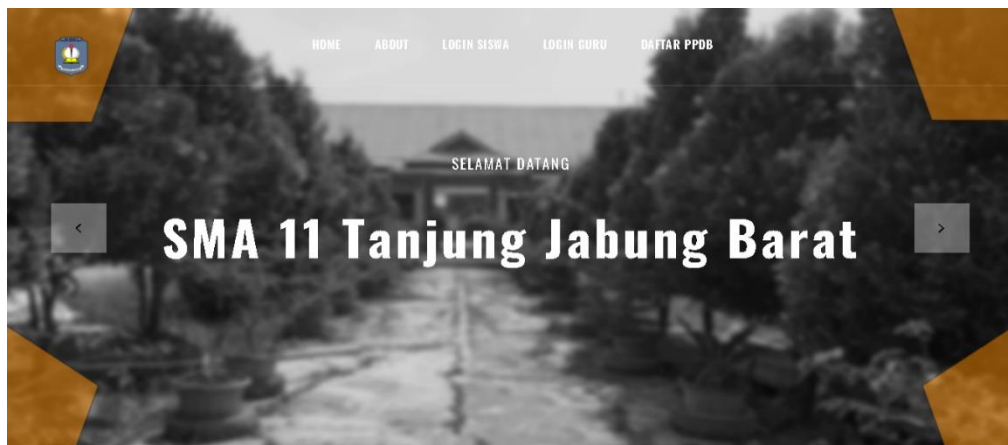 HOME ABOUT LOGIN SISWA LOGIN GURU DAFTAR PPDB
SELAMAT DATANG
SMA 11 Tanjung Jabung Barat